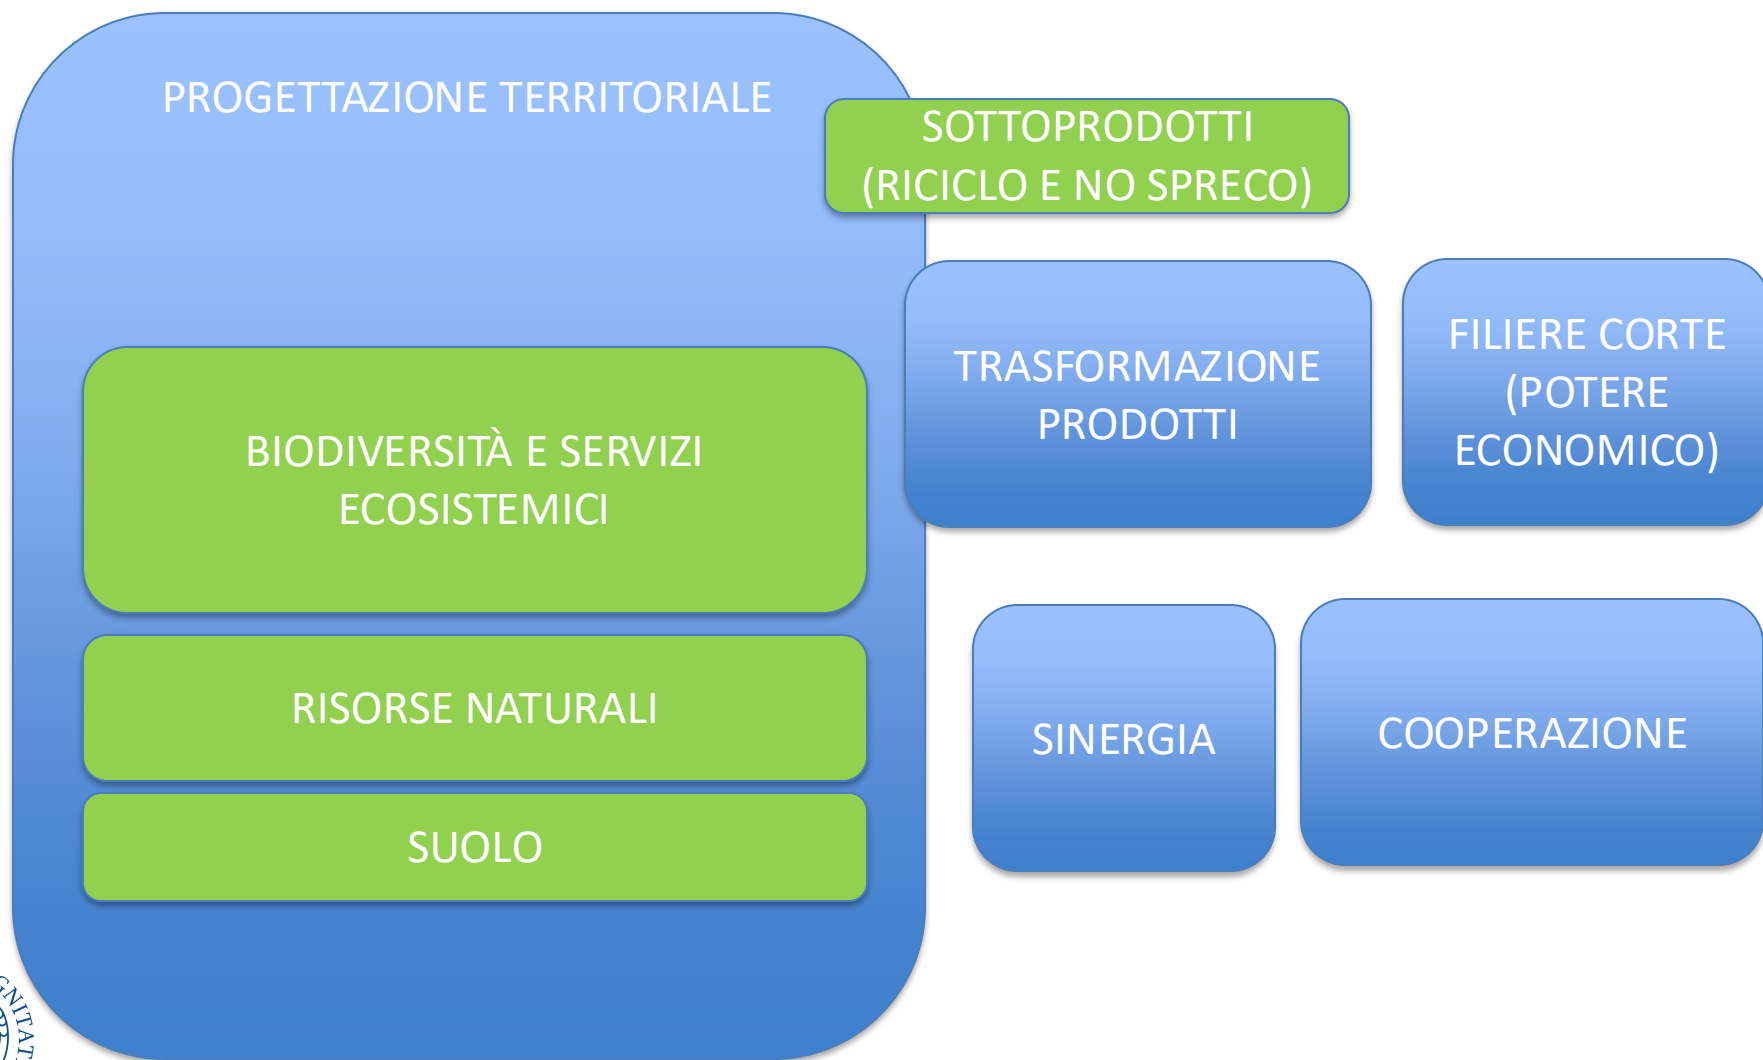 PROGETTAZIONE TERRITORIALE
SOTTOPRODOTTI
(RICICLO E NO SPRECO)
TRASFORMAZIONE
PRODOTTI
FILIERE CORTE
(POTERE
ECONOMICO)
BIODIVERSITÀ E SERVIZI
ECOSISTEMICI
RISORSE NATURALI
SUOLO
SINERGIA
COOPERAZIONE